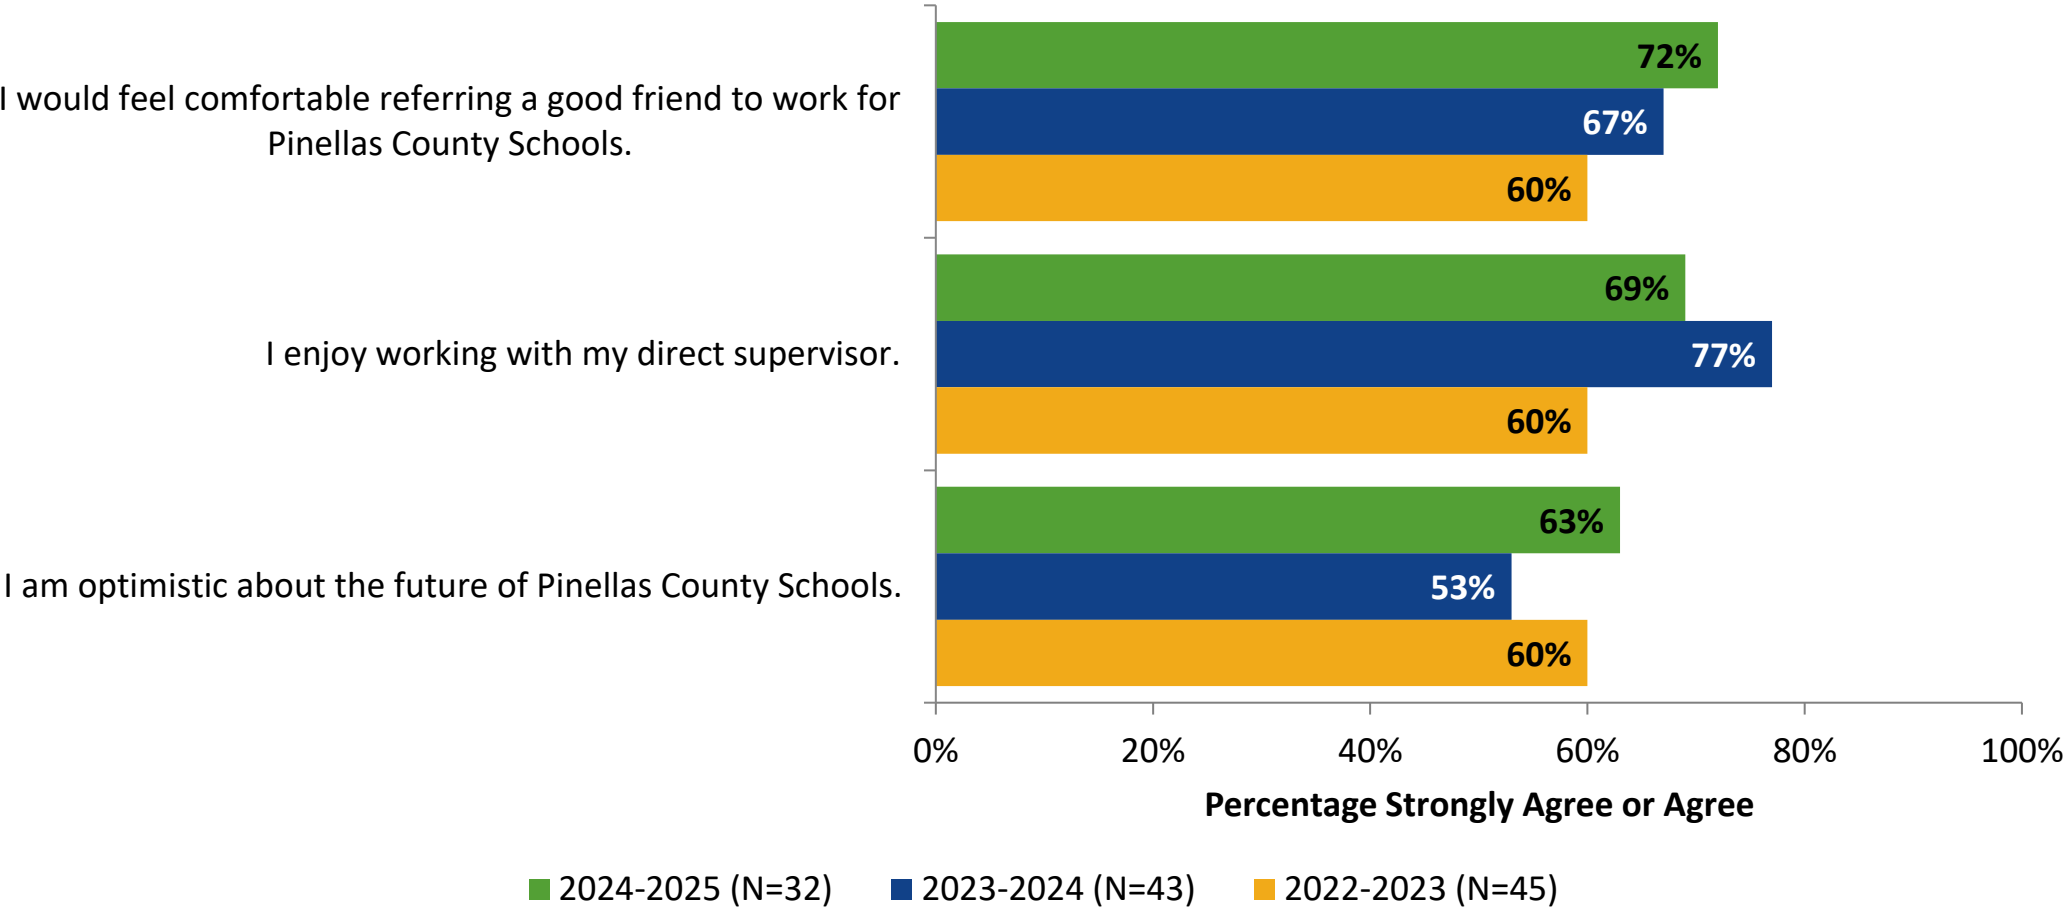 72%
I would feel comfortable referring a good friend to work for
Pinellas County Schools.
67%
60%
69%
I enjoy working with my direct supervisor.
77%
60%
63%
I am optimistic about the future of Pinellas County Schools.
53%
60%
0% 20% 40% 60% 80% 100%
Percentage Strongly Agree or Agree
2024-2025 (N=32) 2023-2024 (N=43) 2022-2023 (N=45)